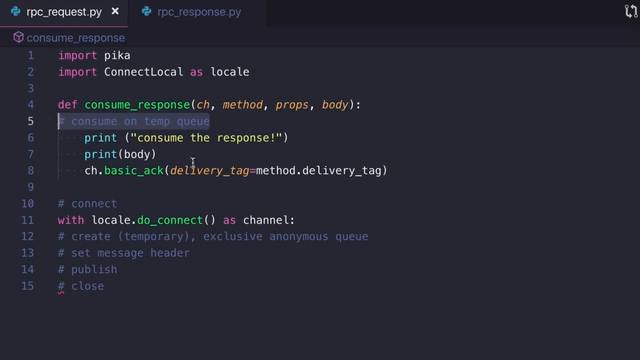 rpc_request.py × rpc_response.py
consume_response
1 import pika
2 import ConnectLocal as locale
3
4 def consume_response(ch, method, props, body):
5 # consume on temp queue
6 print ("consume the response!")
7 print(body)
8 ch.basic_ack(delivery_tag=method.delivery_tag)
9
10 # connect
11 with locale.do_connect() as channel:
12 # create (temporary), exclusive anonymous queue
13 # set message header
14 # publish
15 # close